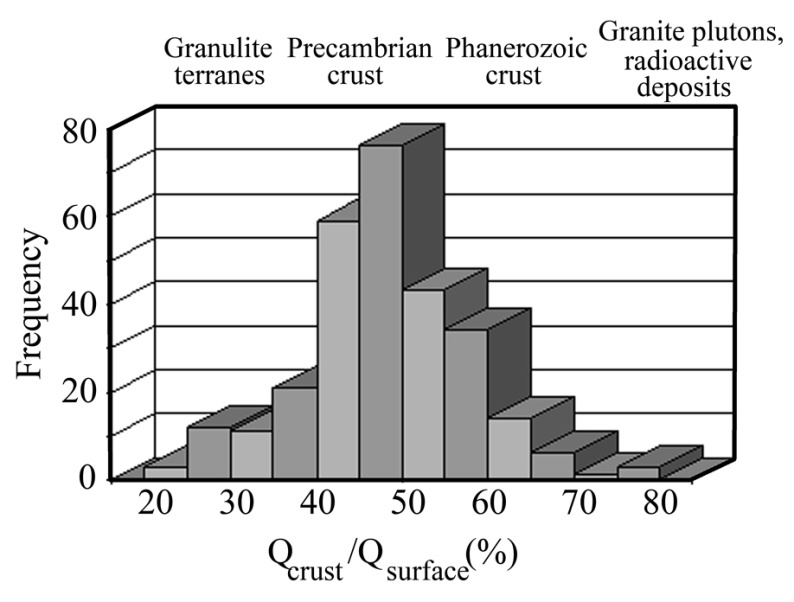 Granulite
terranes
Precambrian
crust
Phanerozoic
crust
Granite plutons,
radioactive
deposits
80
60
40
20
0
Frequency
20 30 40 50 60 70 80
Qcrust/Qsurface(%)